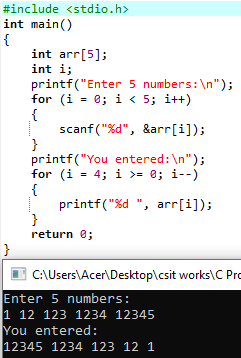 #include <stdio.h>
int main()
{
    int arr[5];
    int i;
    printf("Enter 5 numbers:\n");
    for (i = 0; i < 5; i++)
    {
        scanf("%d", &arr[i]);
    }
    printf("You entered:\n");
    for (i = 4; i >= 0; i--)
    {
        printf("%d ", arr[i]);
    }
    return 0;
}
C:\Users\Acer\Desktop\csit works\C Pro
Enter 5 numbers:
1 12 123 1234 12345
You entered:
12345 1234 123 12 1